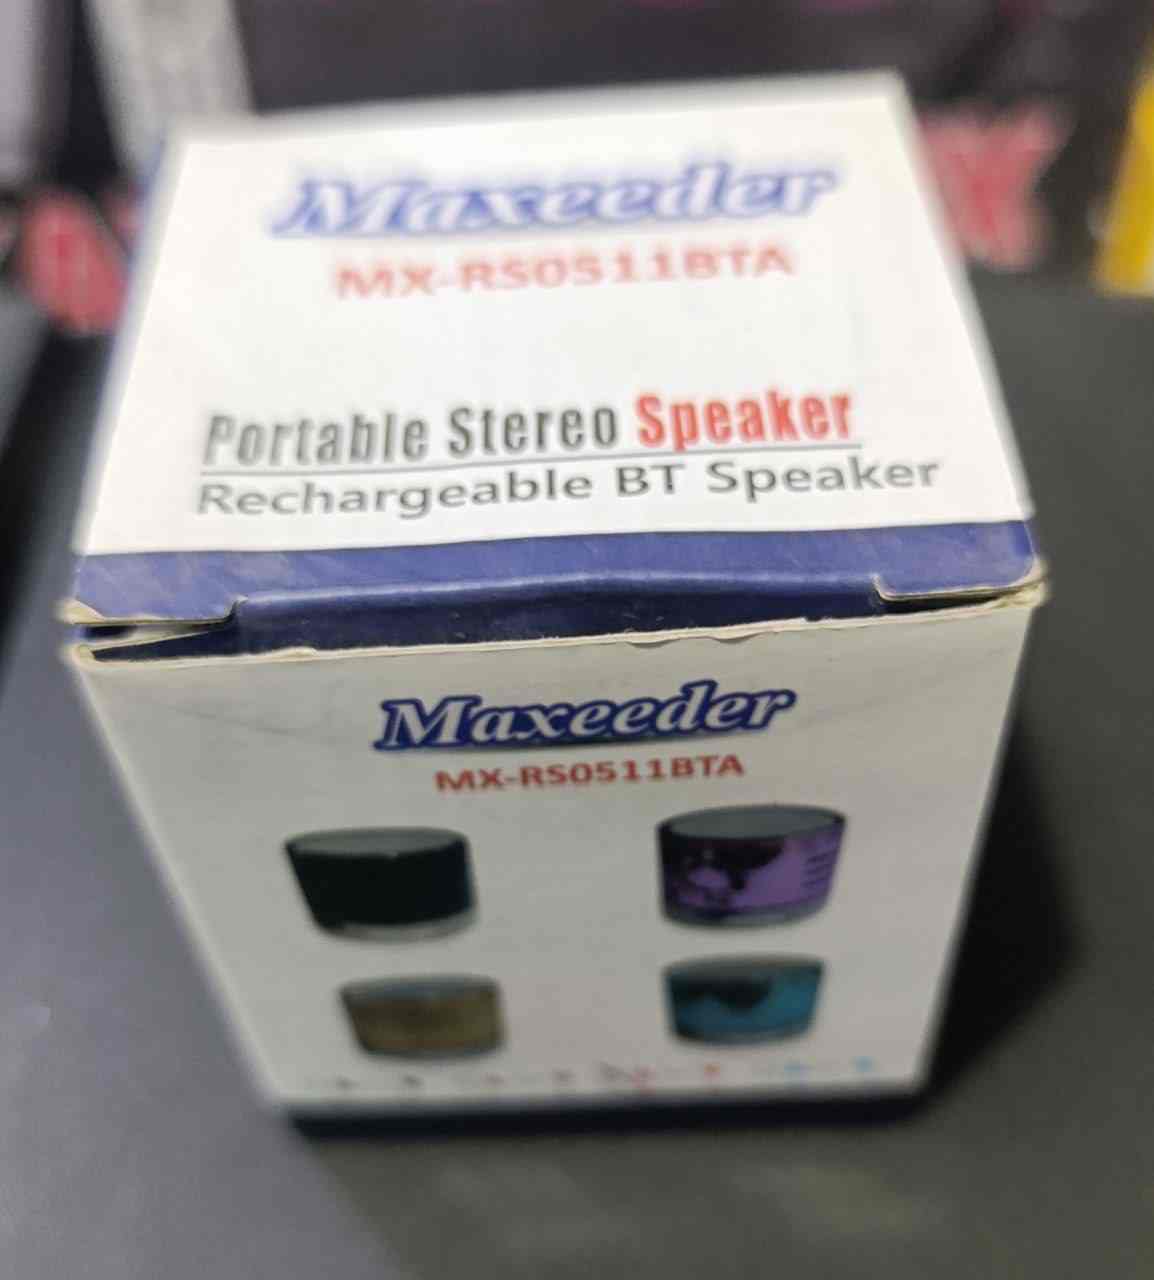 Maxeeder
MX-RS0511BTA
Portable Stereo Speaker
Rechargeable BT Speaker
Maxeeder
MX-RS0511BTA